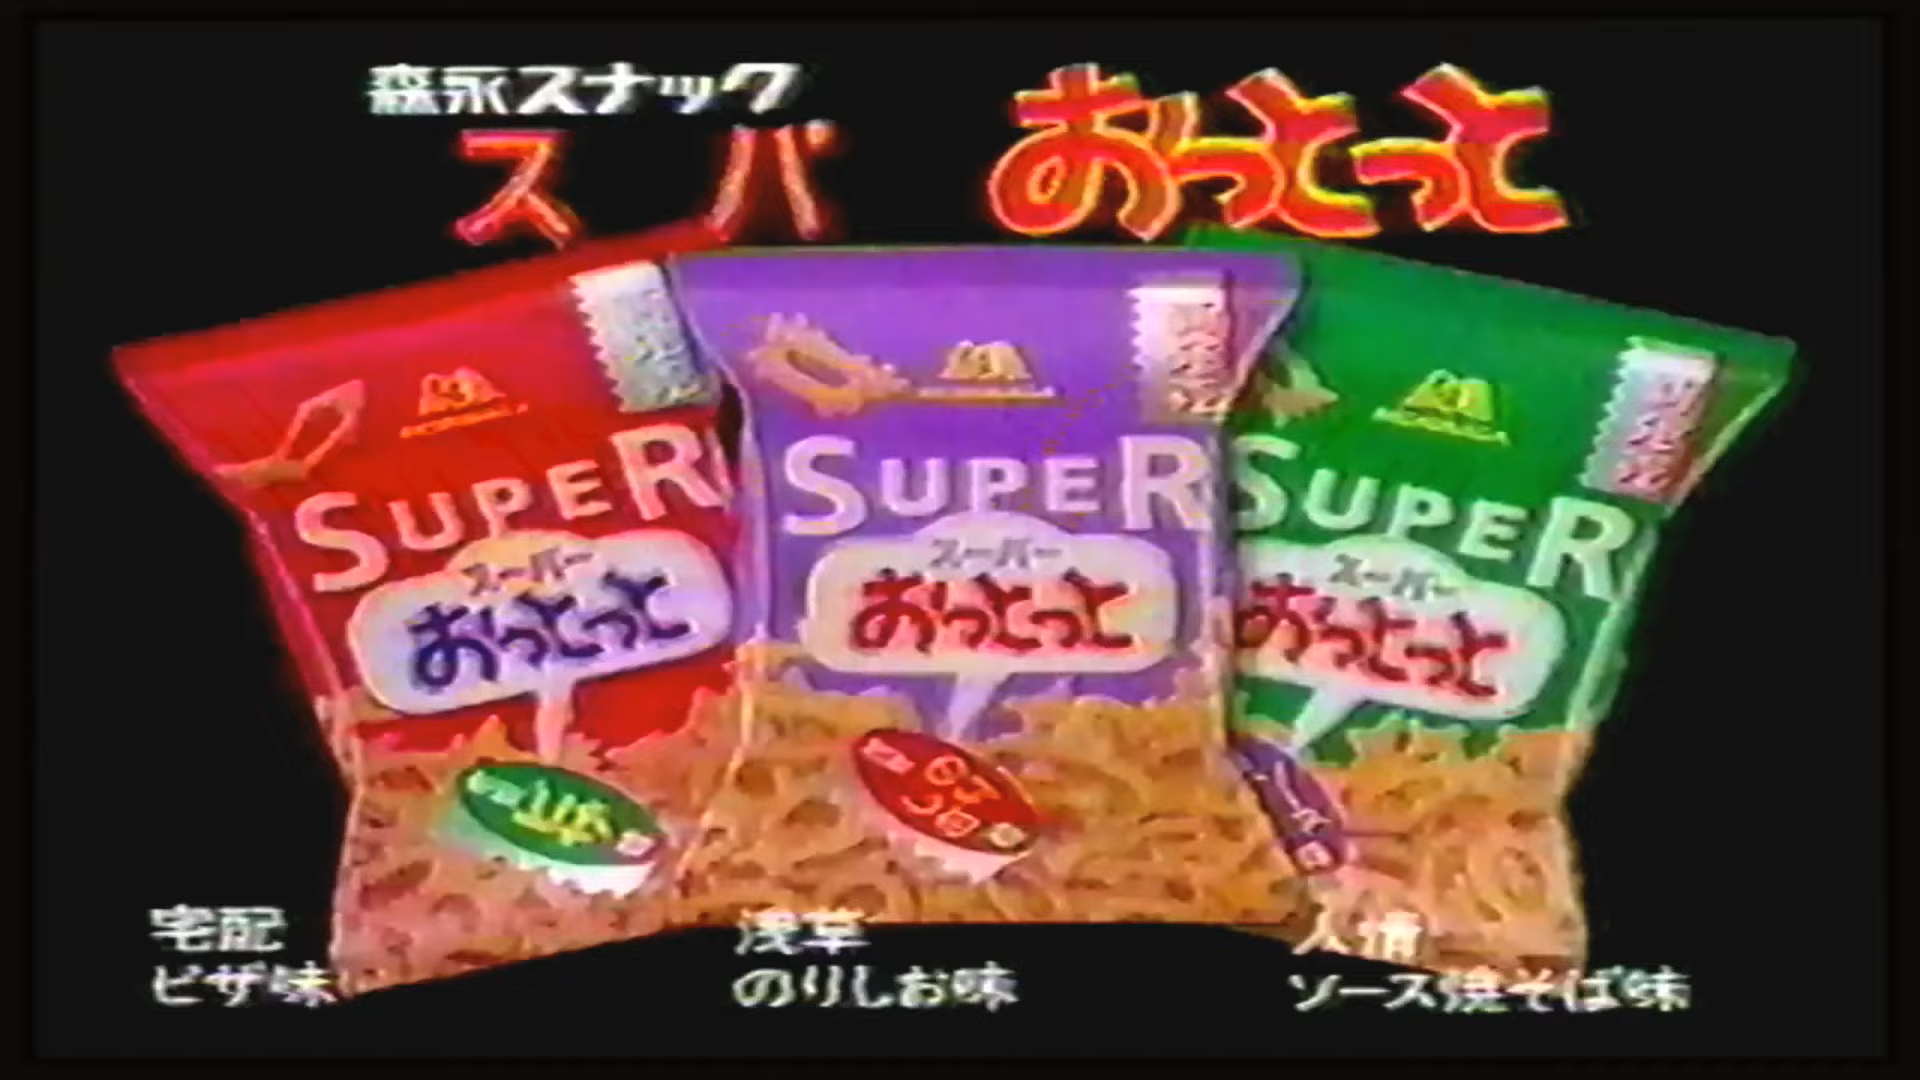 森永スナック
ス パ おっとっと
MORINAGA
SUPER
スーパー
おっとっと
SUPER
スーパー
おっとっと
MORINAGA
SUPER
スーパー
おっとっと
宅配
ピザ味
浅草
のりしお味
人情
ソース焼そば味